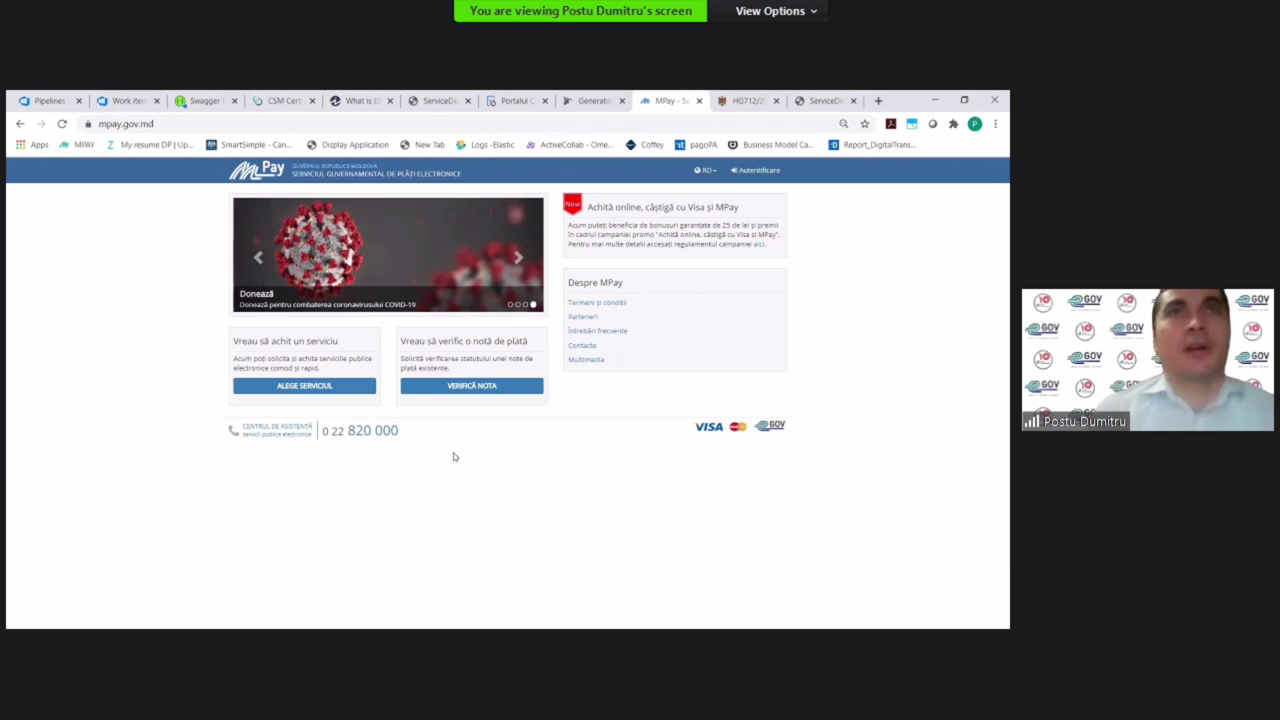 You are viewing Postu Dumitru's screen
View Options
Pipelines
Work item
Swagger
CSM Certi
What is E
ServiceDe
Portalul C
Generator
MPay - Se
HG712/2
ServiceDe
mpay.gov.md
Apps
MPAY
My resume DP | Up...
SmartSimple - Can...
Display Application
New Tab
Logs -Elastic
ActiveCollab - Ome...
Coffey
pagoPA
Business Model Ca...
Report_DigitalTrans...
MPay
GUVERNUL REPUBLICII MOLDOVA
SERVICIUL GUVERNAMENTAL DE PLĂȚI ELECTRONICE
RO
Autentificare
Donează
Donează pentru combaterea coronavirusului COVID-19
New
Achită online, câștigă cu Visa și MPay
Acum puteți beneficia de bonusuri garantate de 25 de lei și premii
în cadrul campaniei promo "Achită online, câștigă cu Visa si MPay".
Pentru mai multe detalii accesați regulamentul campaniei aici.
Despre MPay
Termeni și condiții
Parteneri
Întrebări frecvente
Contacte
Multimedia
Vreau să achit un serviciu
Acum poți solicita și achita serviciile publice
electronice comod și rapid.
ALEGE SERVICIUL
Vreau să verific o notă de plată
Solicită verificarea statutului unei note de
plată existente.
VERIFICĂ NOTA
CENTRUL DE ASISTENȚĂ
servicii publice electronice
0 22 820 000
VISA
eGOV
Postu Dumitru